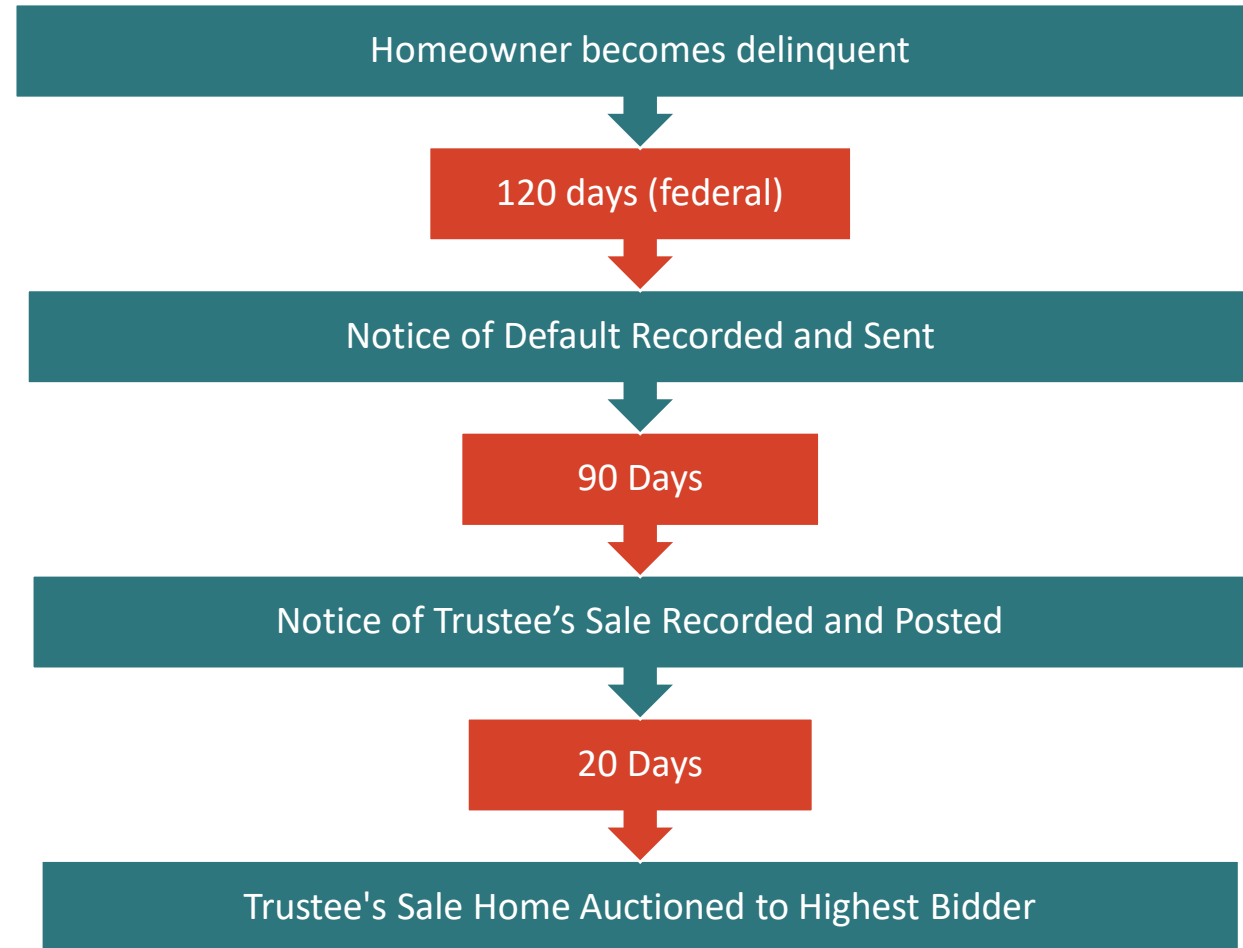 Homeowner becomes delinquent
120 days (federal)
Notice of Default Recorded and Sent
90 Days
Notice of Trustee’s Sale Recorded and Posted
20 Days
Trustee's Sale Home Auctioned to Highest Bidder